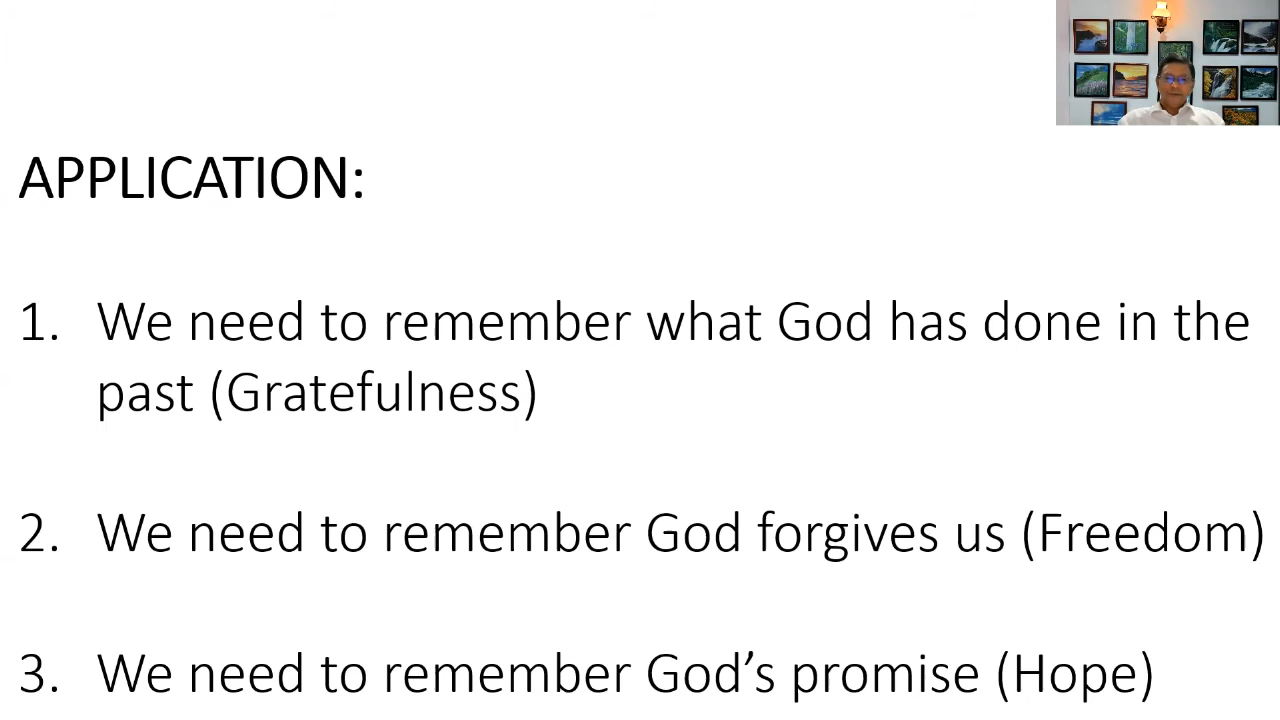 APPLICATION:
1. We need to remember what God has done in the
past (Gratefulness)
2. We need to remember God forgives us (Freedom)
3. We need to remember God’s promise (Hope)